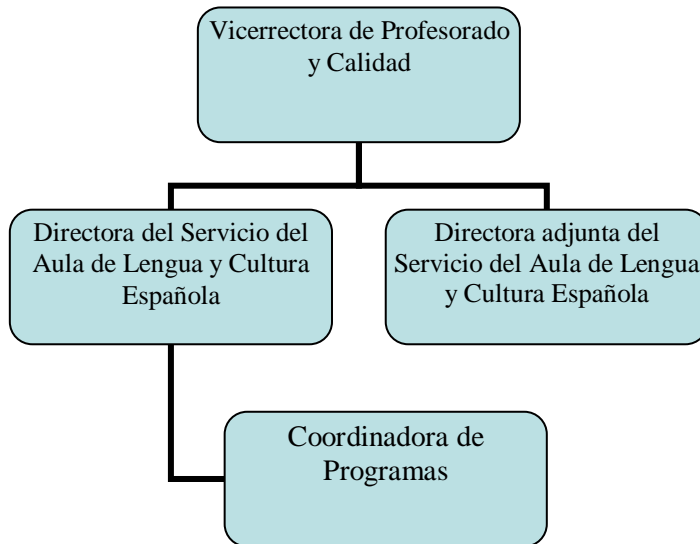 Vicerrectora de Profesorado
y Calidad
Directora del Servicio del
Aula de Lengua y Cultura
Española
Directora adjunta del
Servicio del Aula de Lengua
y Cultura Española
Coordinadora de
Programas